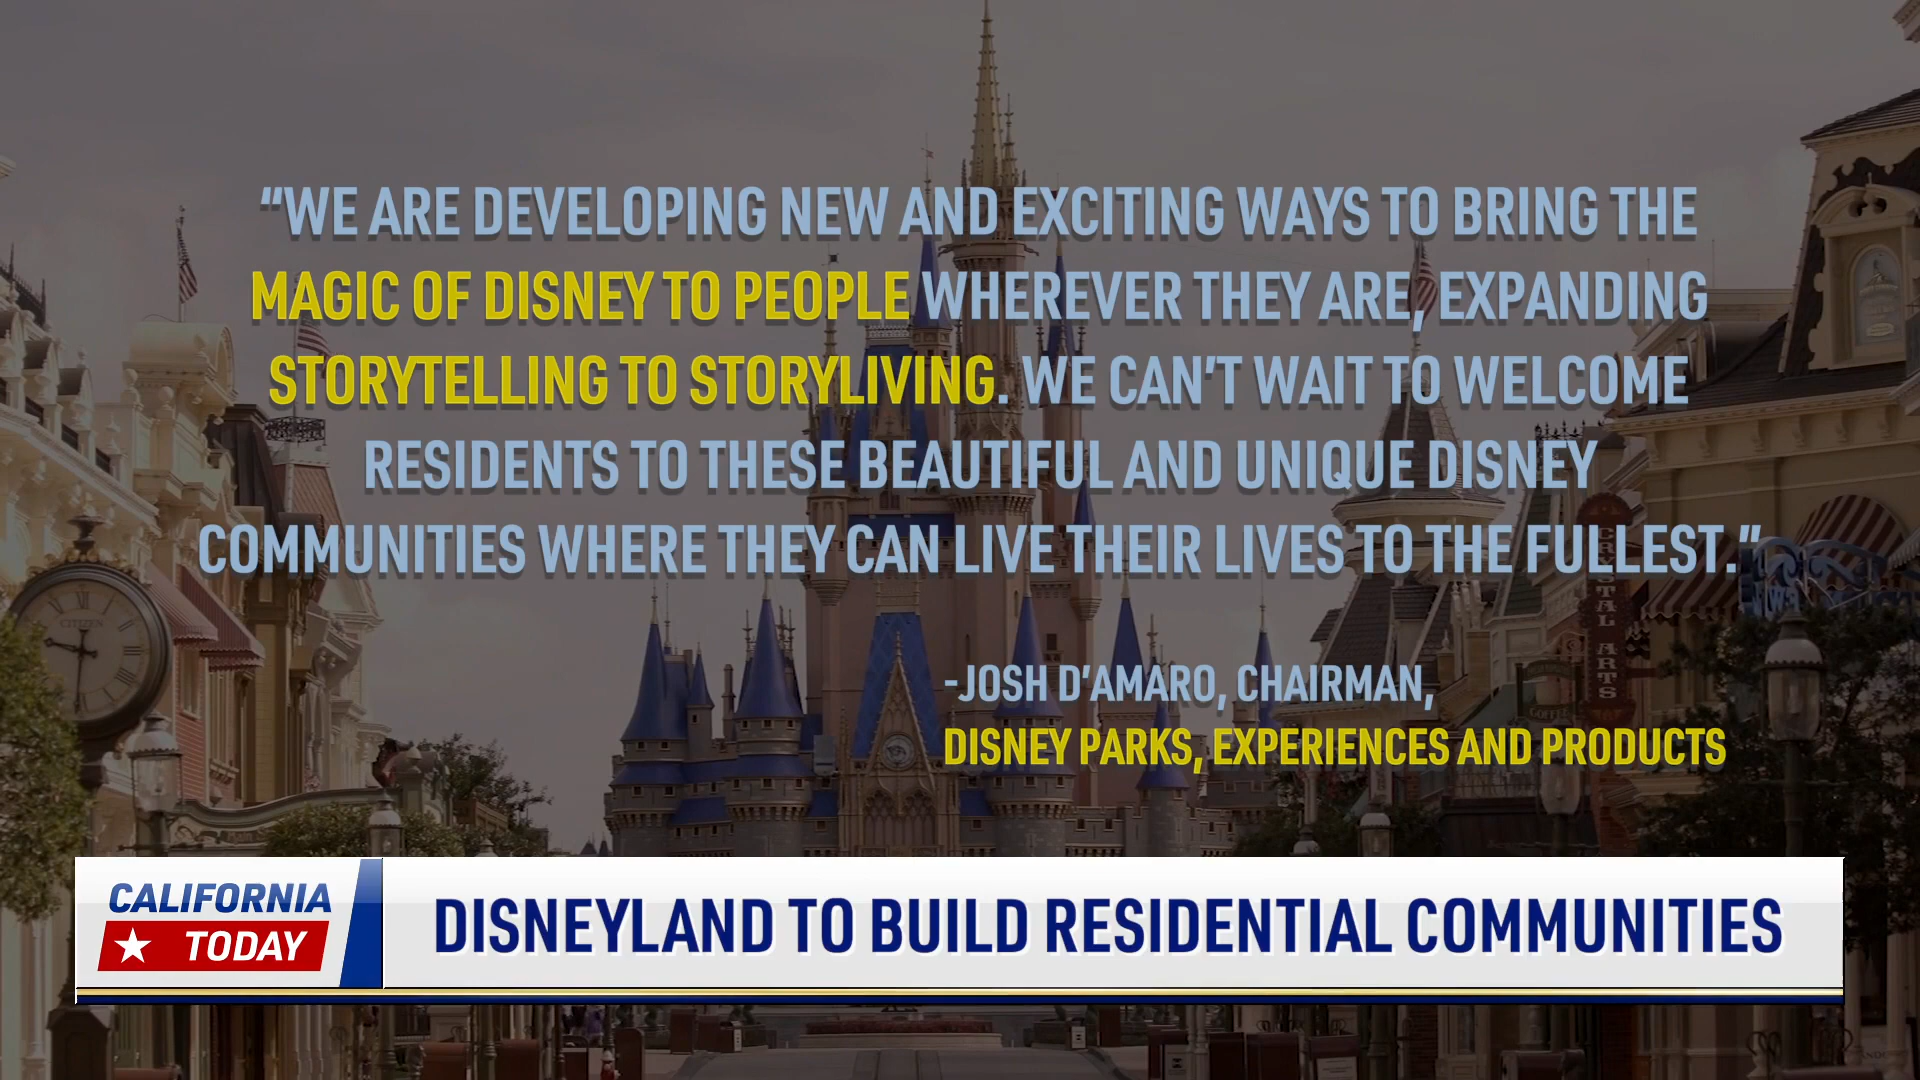 “WE ARE DEVELOPING NEW AND EXCITING WAYS TO BRING THE
MAGIC OF DISNEY TO PEOPLE WHEREVER THEY ARE, EXPANDING
STORYTELLING TO STORYLIVING. WE CAN’T WAIT TO WELCOME
RESIDENTS TO THESE BEAUTIFUL AND UNIQUE DISNEY
COMMUNITIES WHERE THEY CAN LIVE THEIR LIVES TO THE FULLEST.”
-JOSH D’AMARO, CHAIRMAN,
DISNEY PARKS, EXPERIENCES AND PRODUCTS
CITIZEN
CRYSTAL ARTS
CALIFORNIA
TODAY
DISNEYLAND TO BUILD RESIDENTIAL COMMUNITIES